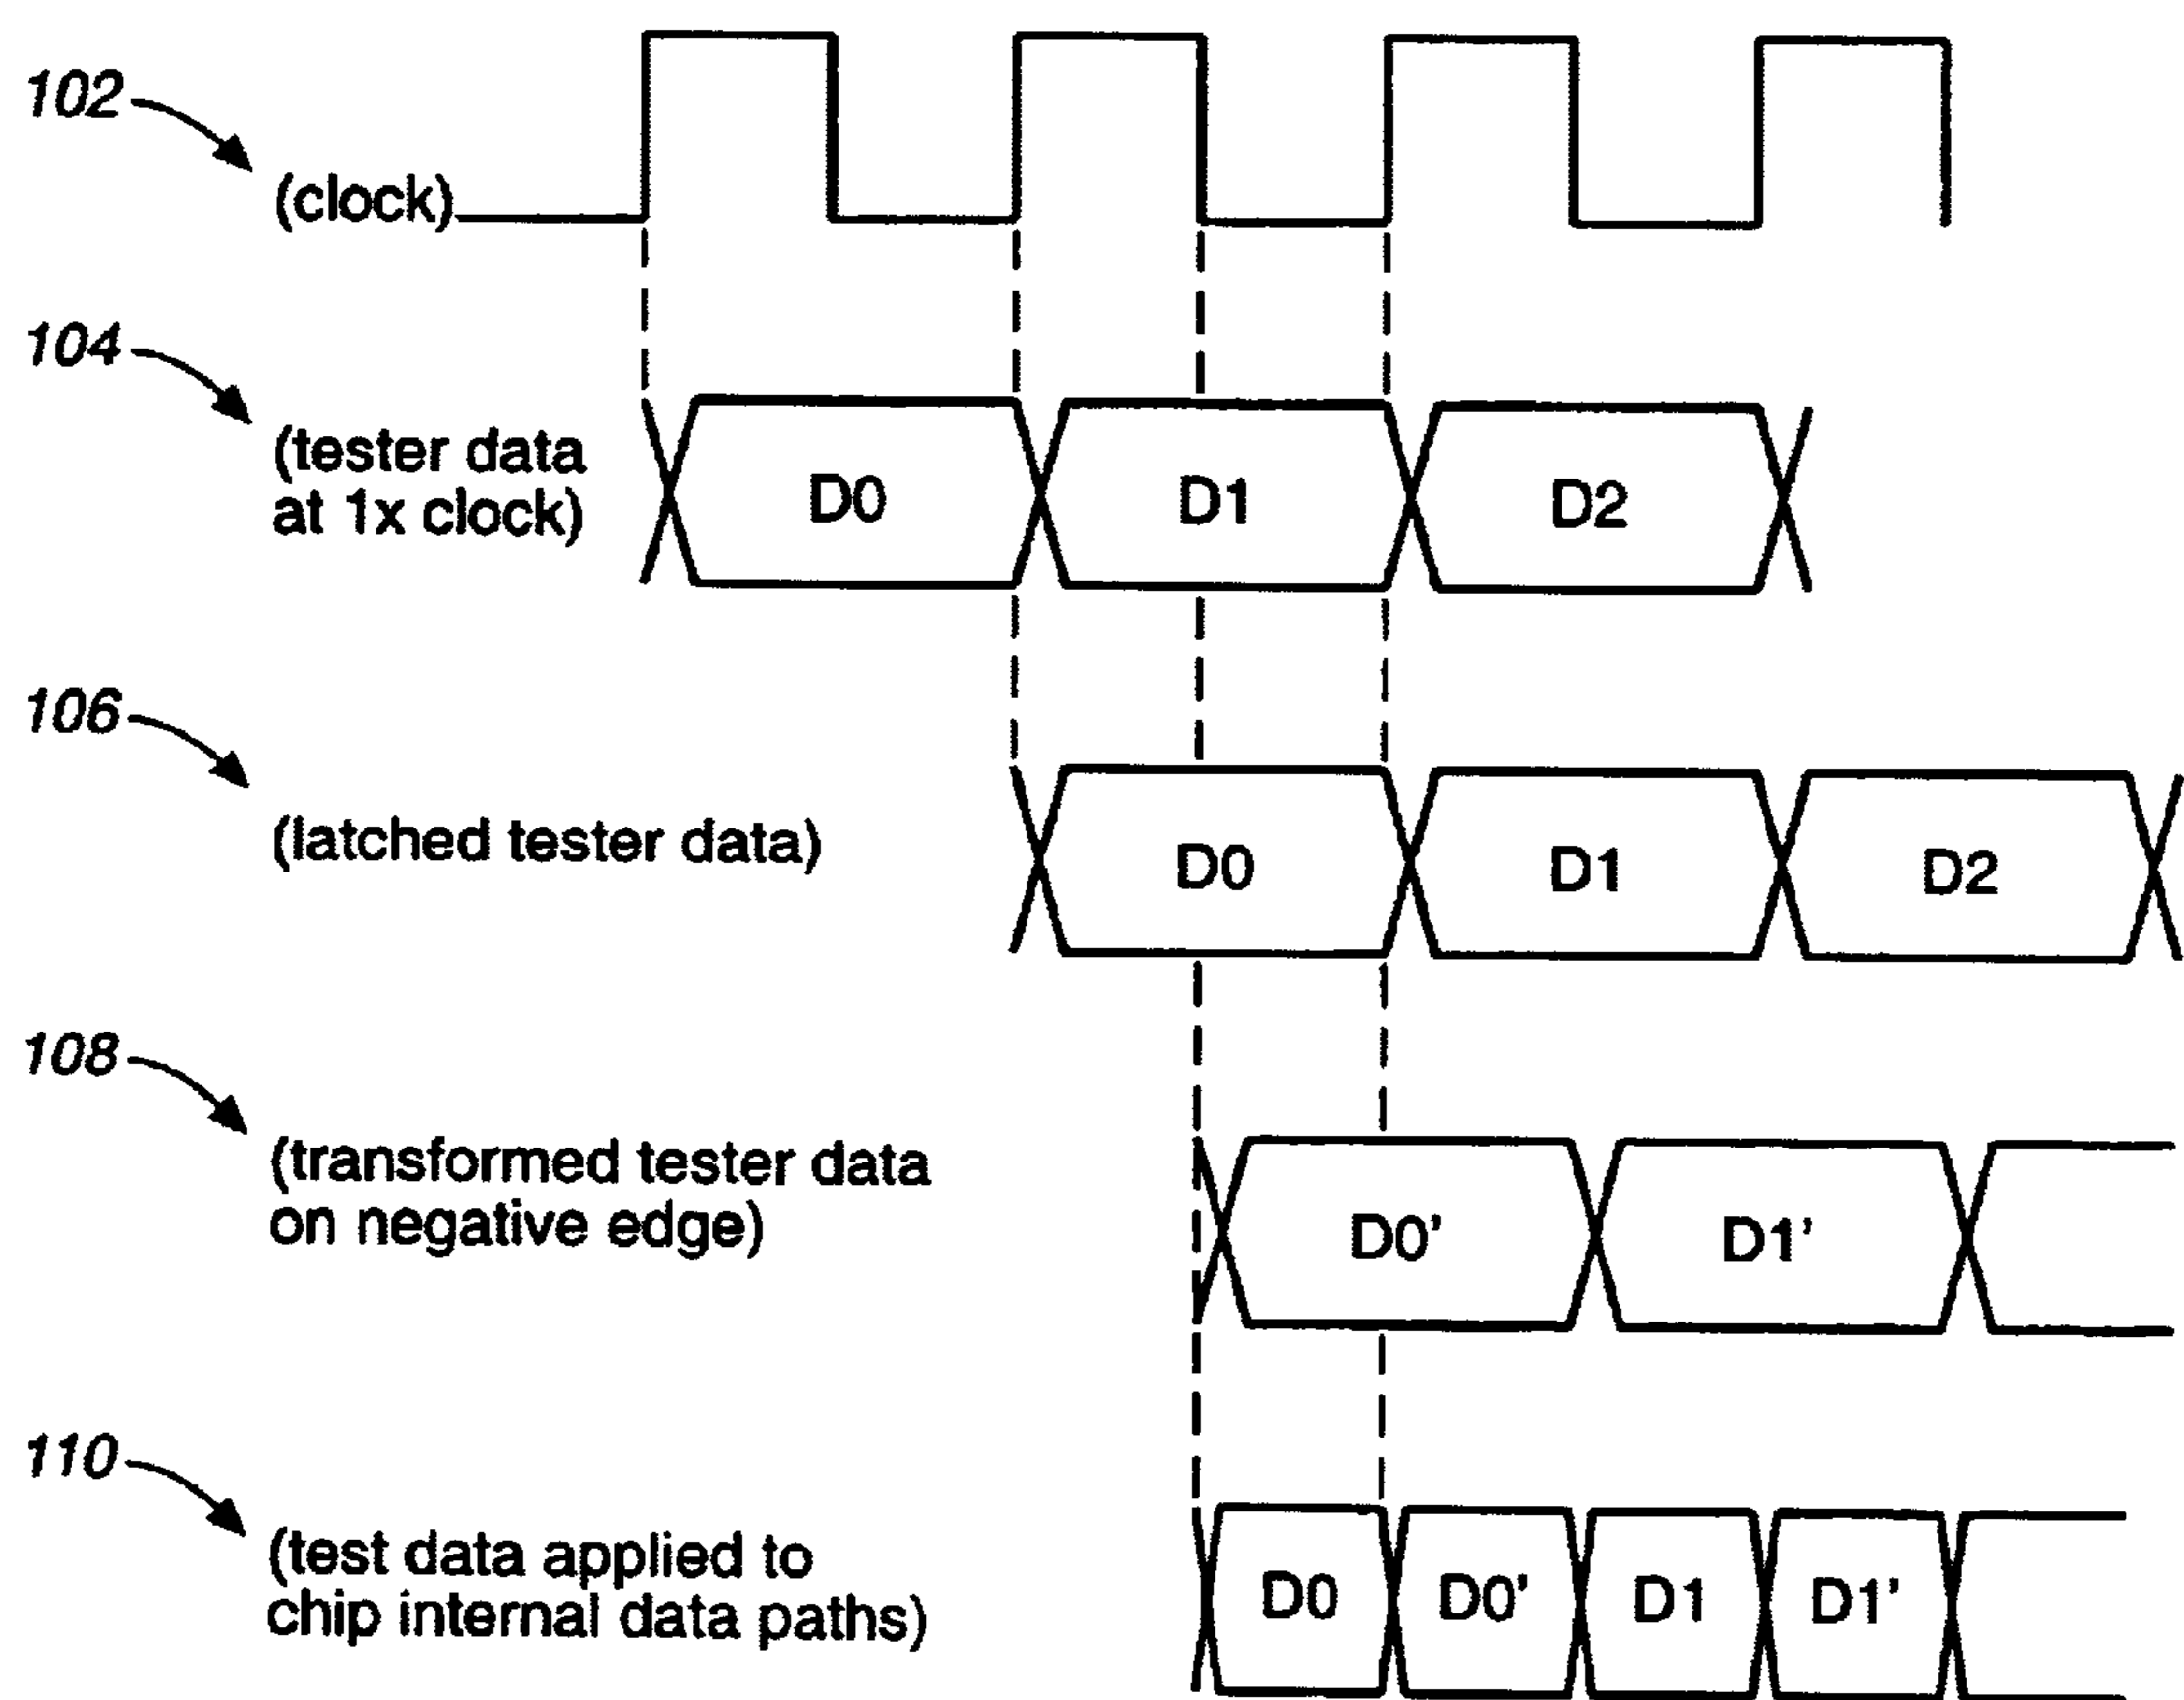 102
(clock)
104
(tester data
at 1x clock)
D0 D1 D2
106
(latched tester data)
D0 D1 D2
108
(transformed tester data
on negative edge)
D0' D1'
110
(test data applied to
chip internal data paths)
D0 D0' D1 D1'